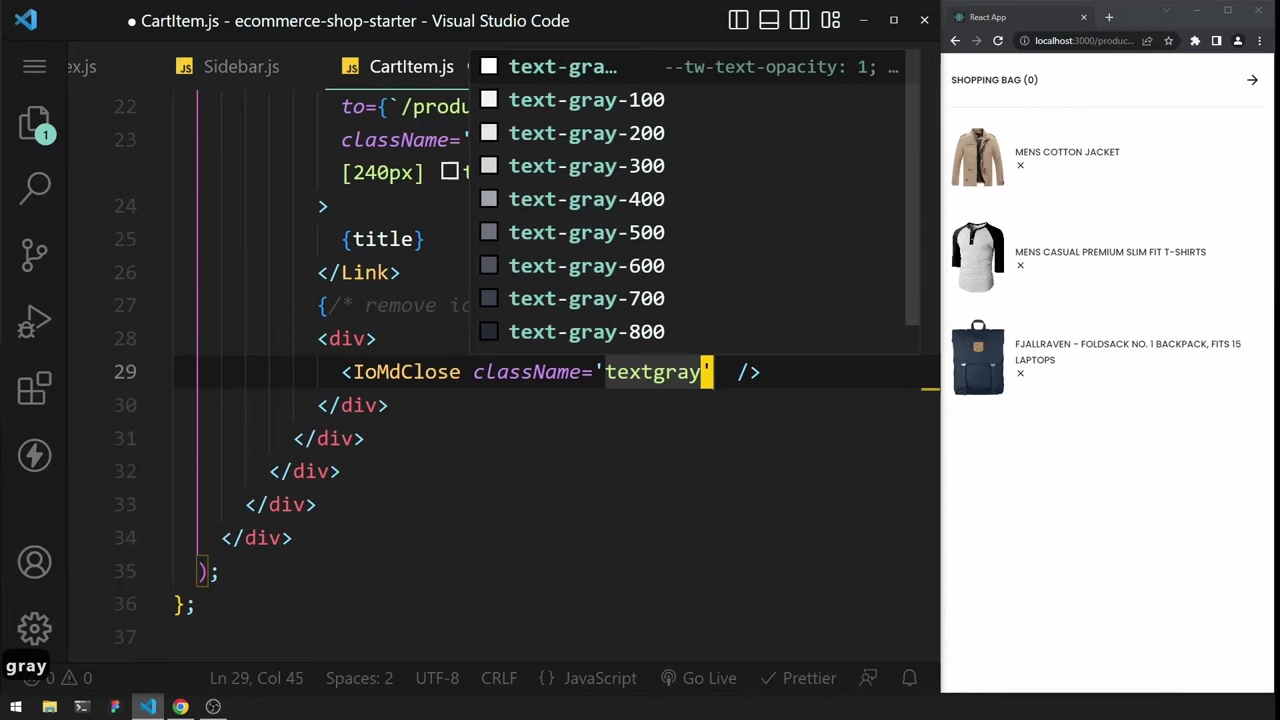 ● CartItem.js - ecommerce-shop-starter - Visual Studio Code
ex.js
JS Sidebar.js
JS CartItem.js
text-gra… --tw-text-opacity: 1; …
text-gray-100
text-gray-200
text-gray-300
text-gray-400
text-gray-500
text-gray-600
text-gray-700
text-gray-800
22 to={`/produ
23 className='
[240px] t
24 >
25 {title}
26 </Link>
27 {/* remove ic
28 <div>
29 <IoMdClose className='textgray' />
30 </div>
31 </div>
32 </div>
33 </div>
34 </div>
35 );
36 };
37
1
gray
0 0
Ln 29, Col 45 Spaces: 2 UTF-8 CRLF {} JavaScript Go Live Prettier
React App
localhost:3000/produc...
SHOPPING BAG (0)
MENS COTTON JACKET
MENS CASUAL PREMIUM SLIM FIT T-SHIRTS
FJALLRAVEN - FOLDSACK NO. 1 BACKPACK, FITS 15
LAPTOPS